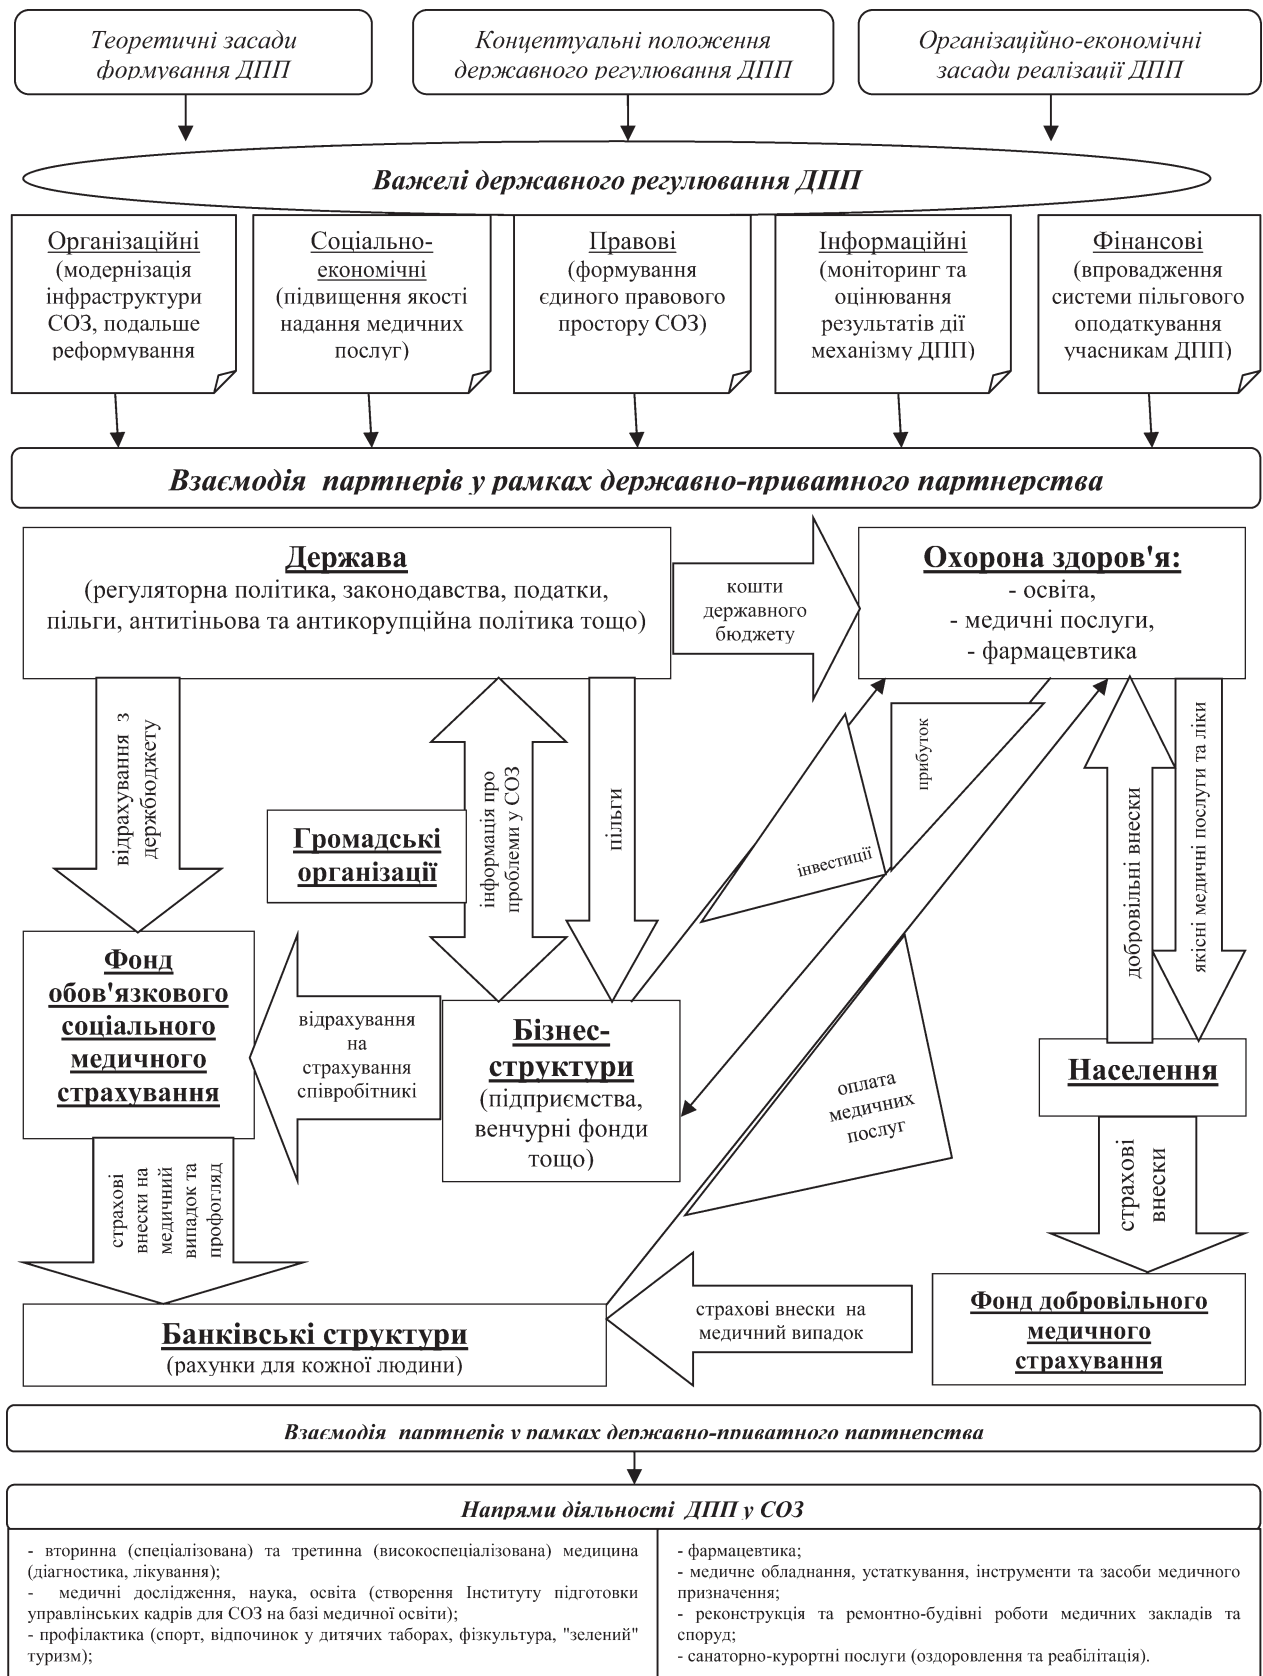 Теоретичні засади
формування ДПП
Концептуальні положення
державного регулювання ДПП
Організаційно-економічні
засади реалізації ДПП
Важелі державного регулювання ДПП
Організаційні
(модернізація
інфраструктури
СОЗ, подальше
реформування
Соціально-
економічні
(підвищення якості
надання медичних
послуг)
Правові
(формування
єдиного правового
простору СОЗ)
Інформаційні
(моніторинг та
оцінювання
результатів дії
механізму ДПП)
Фінансові
(впровадження
системи пільгового
оподаткування
учасникам ДПП)
Взаємодія партнерів у рамках державно-приватного партнерства
Держава
(регуляторна політика, законодавства, податки,
пільги, антитіньова та антикорупційна політика тощо)
кошти
державного
бюджету
Охорона здоров'я:
- освіта,
- медичні послуги,
- фармацевтика
відрахування з
держбюджету
Громадські
організації
інформація про
проблеми у СОЗ
пільги
інвестиції
прибуток
добровільні внески
якісні медичні послуги та ліки
Фонд
обов'язкового
соціального
медичного
страхування
відрахування
на
страхування
співробітникі
Бізнес-
структури
(підприємства,
венчурні фонди
тощо)
оплата
медичних
послуг
Населення
страхові
внески на
медичний
випадок та
профогляд
страхові
внески
Банківські структури
(рахунки для кожної людини)
страхові внески на
медичний випадок
Фонд добровільного
медичного
страхування
Взаємодія партнерів у рамках державно-приватного партнерства
Напрями діяльності ДПП у СОЗ
- вторинна (спеціалізована) та третинна (високоспеціалізована) медицина
(діагностика, лікування);
- медичні дослідження, наука, освіта (створення Інституту підготовки
управлінських кадрів для СОЗ на базі медичної освіти);
- профілактика (спорт, відпочинок у дитячих таборах, фізкультура, "зелений"
туризм);
- фармацевтика;
- медичне обладнання, устаткування, інструменти та засоби медичного
призначення;
- реконструкція та ремонтно-будівні роботи медичних закладів та
споруд;
- санаторно-курортні послуги (оздоровлення та реабілітація).